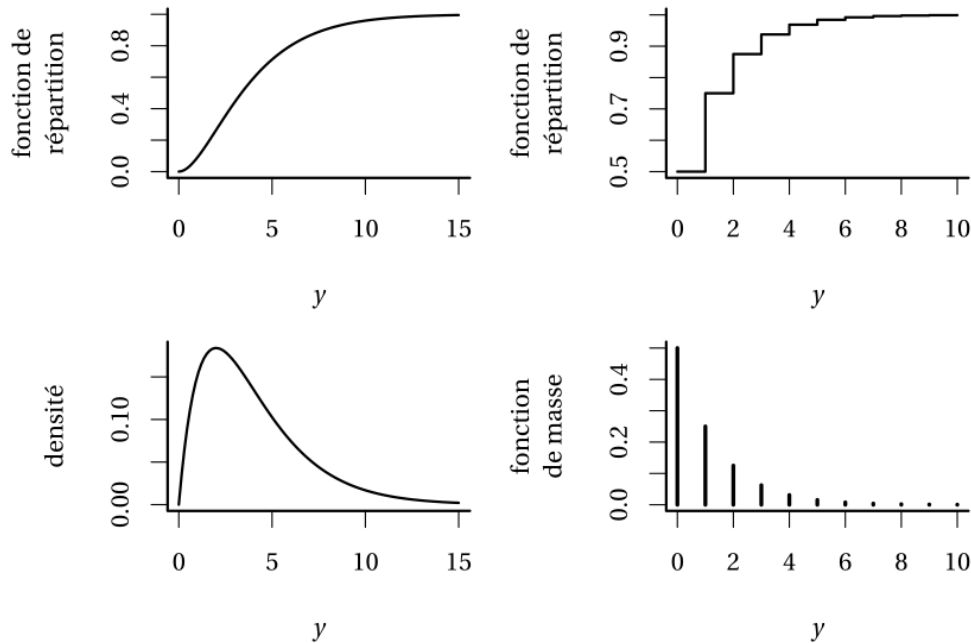 fonction de
répartition
0.0 0.4 0.8
0 5 10 15
y
fonction de
répartition
0.5 0.7 0.9
0 2 4 6 8 10
y
densité
0.00 0.10
0 5 10 15
y
fonction
de masse
0.0 0.2 0.4
0 2 4 6 8 10
y